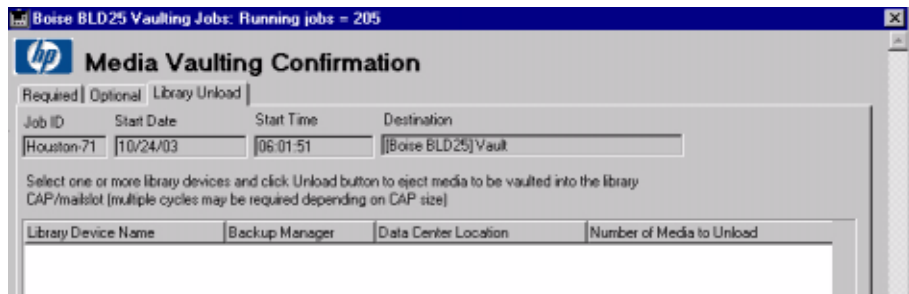 Boise BLD25 Vaulting Jobs: Running jobs = 205
hp Media Vaulting Confirmation
Required Optional Library Unload
Job ID Start Date Start Time Destination
Houston-71 10/24/03 06:01:51 [Boise BLD25] Vault
Select one or more library devices and click Unload button to eject media to be vaulted into the library
CAP/mailslot (multiple cycles may be required depending on CAP size)
Library Device Name Backup Manager Data Center Location Number of Media to Unload